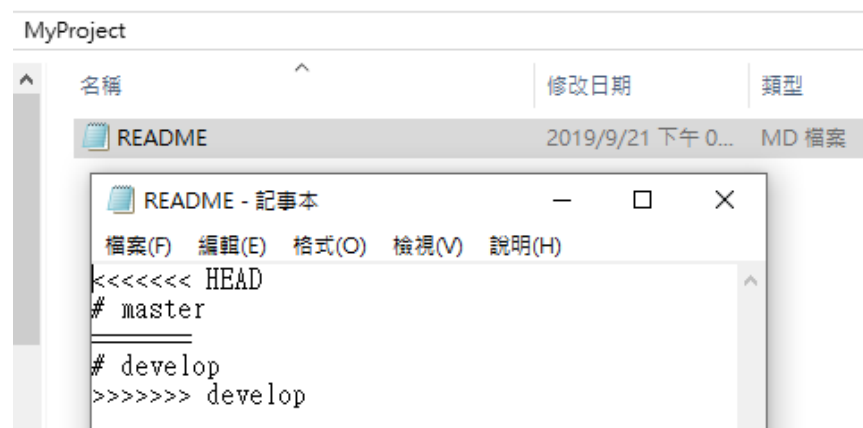 MyProject
名稱 修改日期 類型
README 2019/9/21 下午 0... MD 檔案
README - 記事本
檔案(F) 編輯(E) 格式(O) 檢視(V) 說明(H)
<<<<<<< HEAD
# master
=======
# develop
>>>>>>> develop